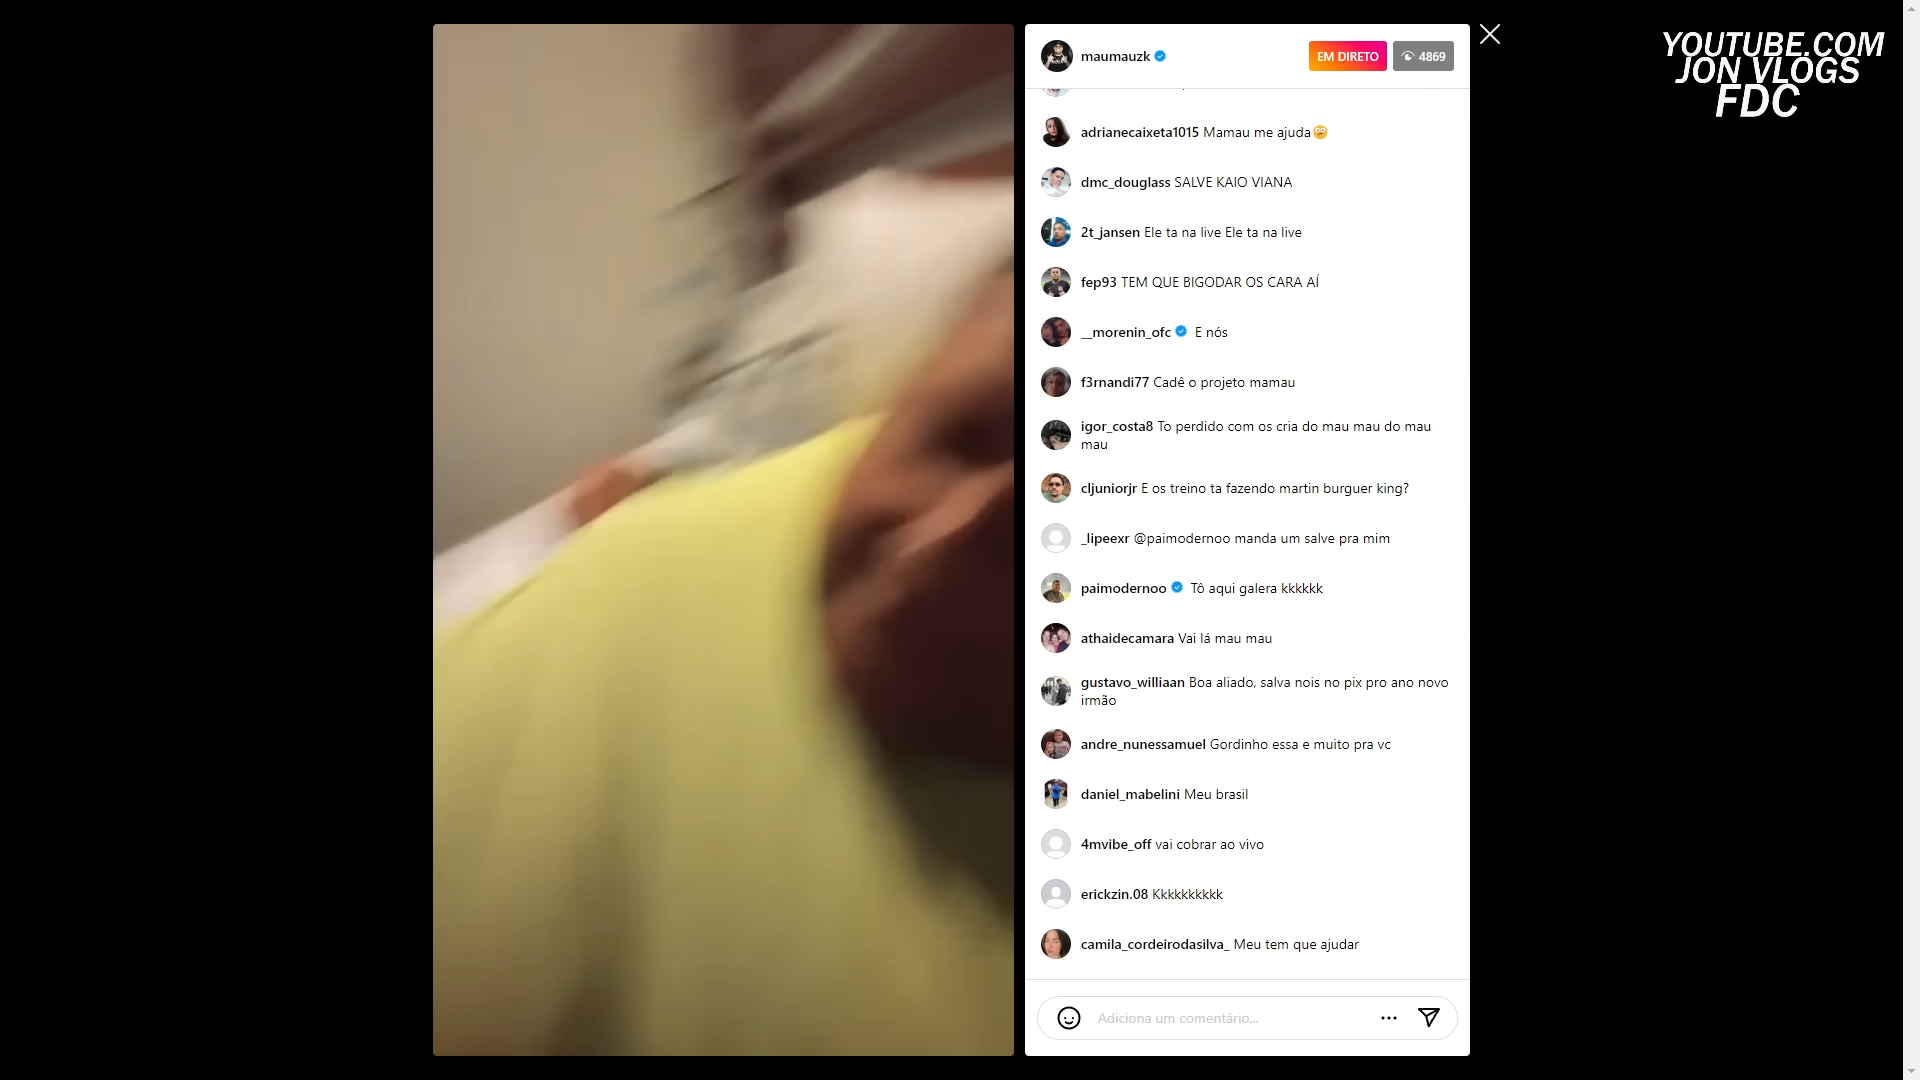 YOUTUBE.COM
JON VLOGS
FDC
maumauzk
EM DIRETO
4869
adrianecaixeta1015 Mamau me ajuda
dmc_douglass SALVE KAIO VIANA
2t_jansen Ele ta na live Ele ta na live
fep93 TEM QUE BIGODAR OS CARA AÍ
__morenin_ofc E nós
f3rnandi77 Cadê o projeto mamau
igor_costa8 To perdido com os cria do mau mau do mau
mau
cljuniorjr E os treino ta fazendo martin burguer king?
_lipeexr @paimodernoo manda um salve pra mim
paimodernoo Tô aqui galera kkkkkk
athaidecamara Vai lá mau mau
gustavo_williaan Boa aliado, salva nois no pix pro ano novo
irmão
andre_nunessamuel Gordinho essa e muito pra vc
daniel_mabelini Meu brasil
4mvibe_off vai cobrar ao vivo
erickzin.08 Kkkkkkkkkk
camila_cordeirodasilva_ Meu tem que ajudar
Adiciona um comentário...